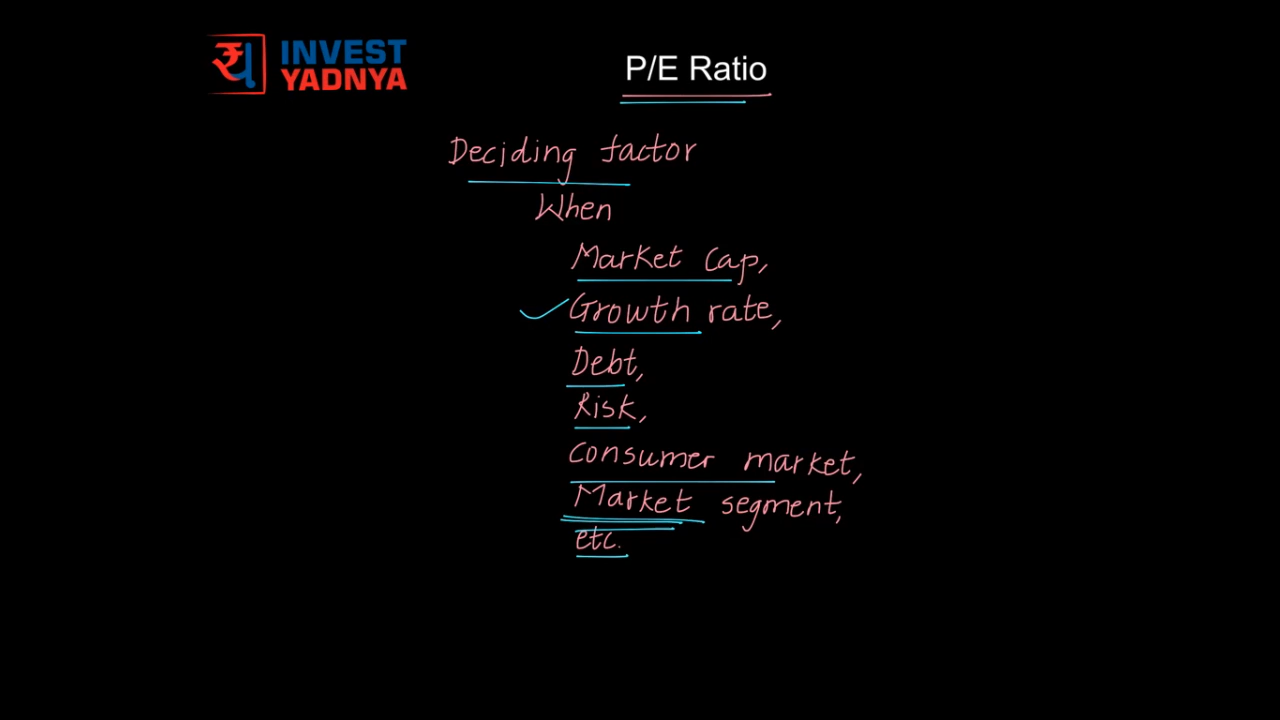 INVEST
YADNYA
P/E Ratio
Deciding factor
When
Market Cap,
Growth rate,
Debt,
Risk,
Consumer market,
Market segment,
etc.